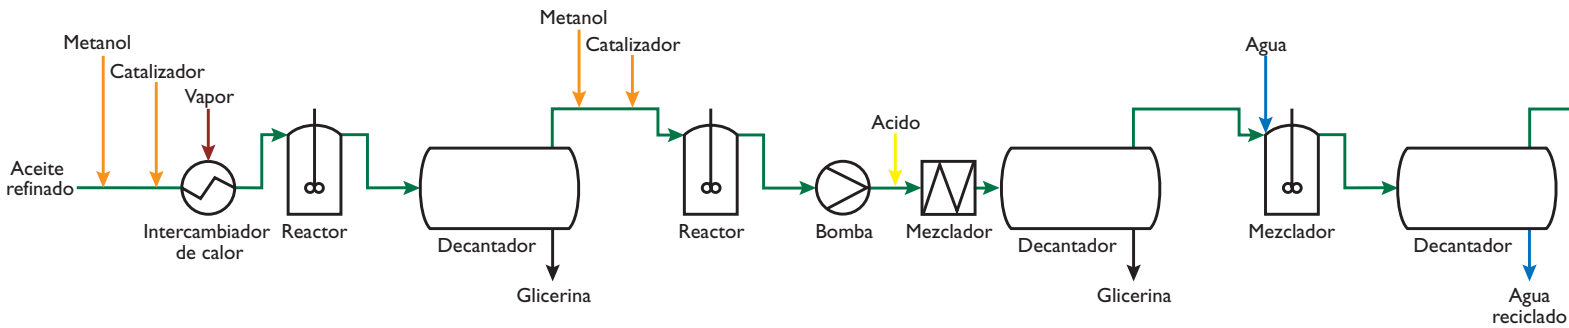 Metanol
Catalizador
Vapor
Aceite
refinado
Intercambiador
de calor
Reactor
Decantador
Glicerina
Metanol
Catalizador
Reactor
Bomba
Acido
Mezclador
Decantador
Glicerina
Agua
Mezclador
Decantador
Agua
reciclado